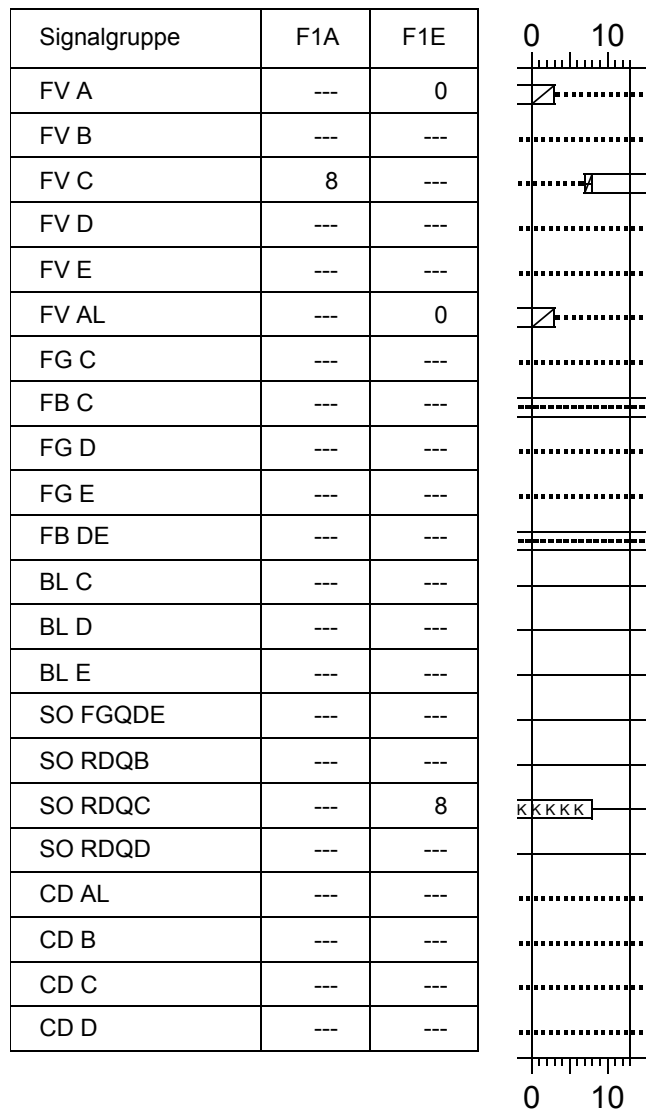 Signalgruppe F1A F1E 0 10
FV A --- 0
FV B --- ---
FV C 8 ---
FV D --- ---
FV E --- ---
FV AL --- 0
FG C --- ---
FB C --- ---
FG D --- ---
FG E --- ---
FB DE --- ---
BL C --- ---
BL D --- ---
BL E --- ---
SO FGQDE --- ---
SO RDQB --- ---
SO RDQC --- 8 K K K K K
SO RDQD --- ---
CD AL --- ---
CD B --- ---
CD C --- ---
CD D --- ---
0 10